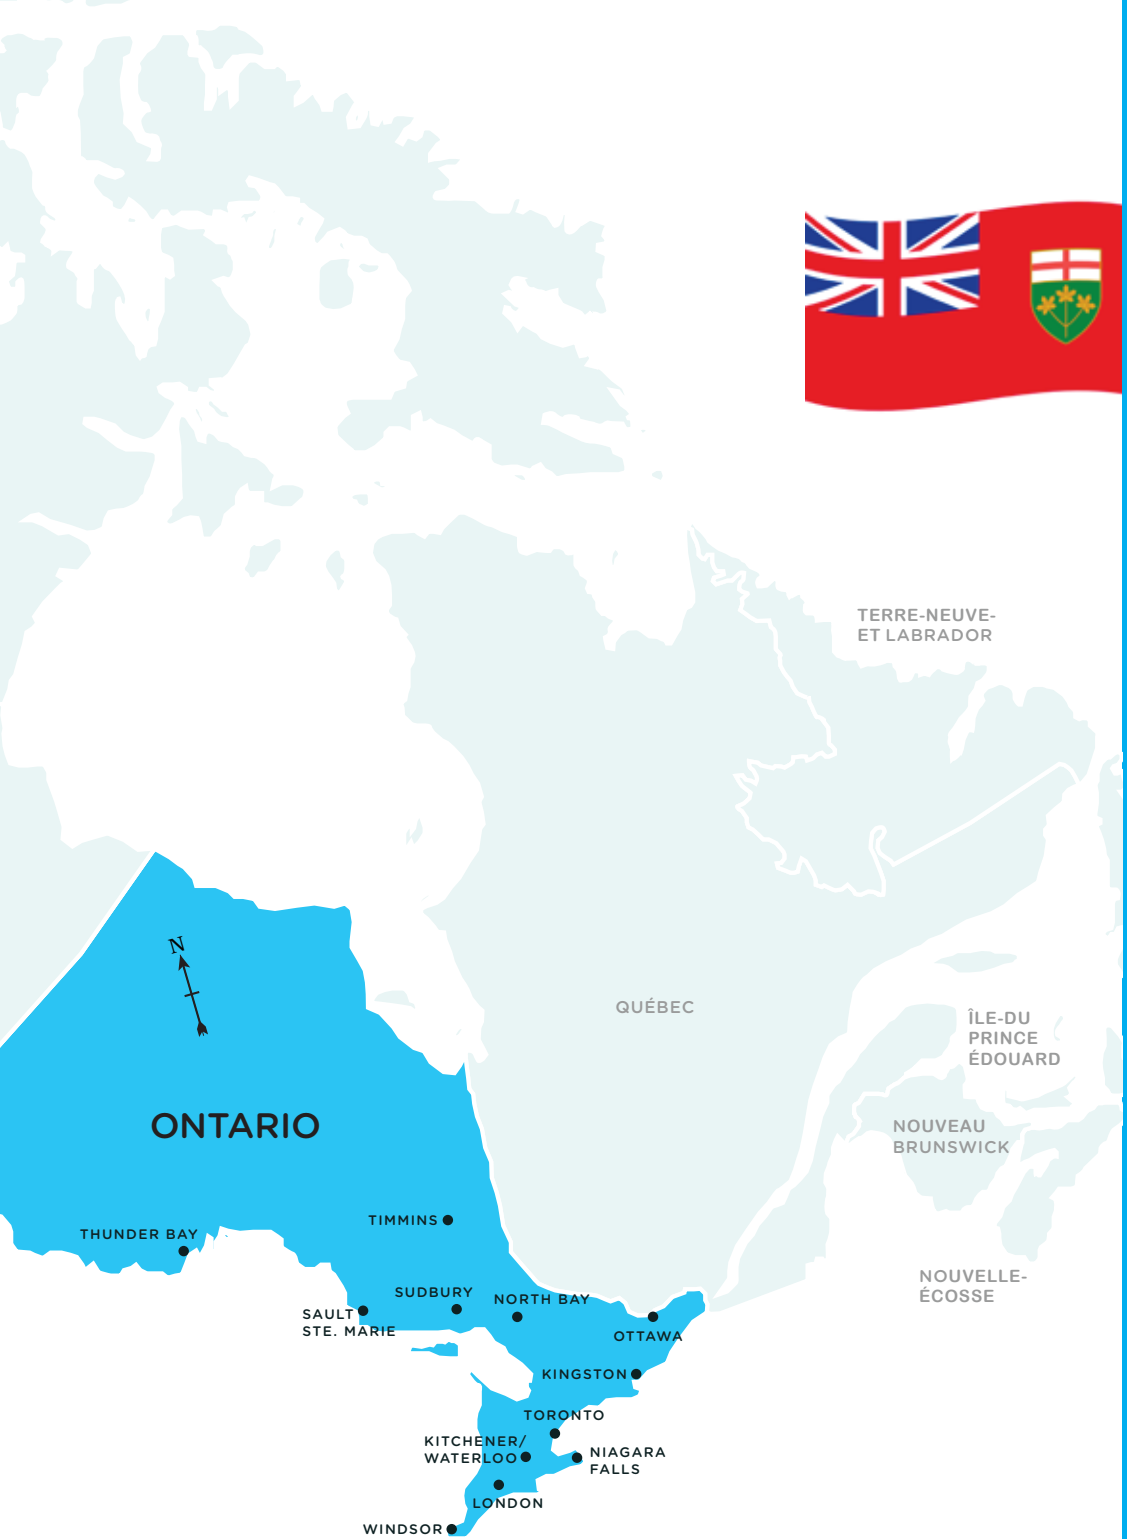 TERRE-NEUVE-
ET LABRADOR
N
QUÉBEC
ÎLE-DU
PRINCE
ÉDOUARD
ONTARIO
NOUVEAU
BRUNSWICK
TIMMINS
THUNDER BAY
NOUVELLE-
ÉCOSSE
SUDBURY
NORTH BAY
SAULT
STE. MARIE
OTTAWA
KINGSTON
TORONTO
KITCHENER/
WATERLOO
NIAGARA
FALLS
LONDON
WINDSOR